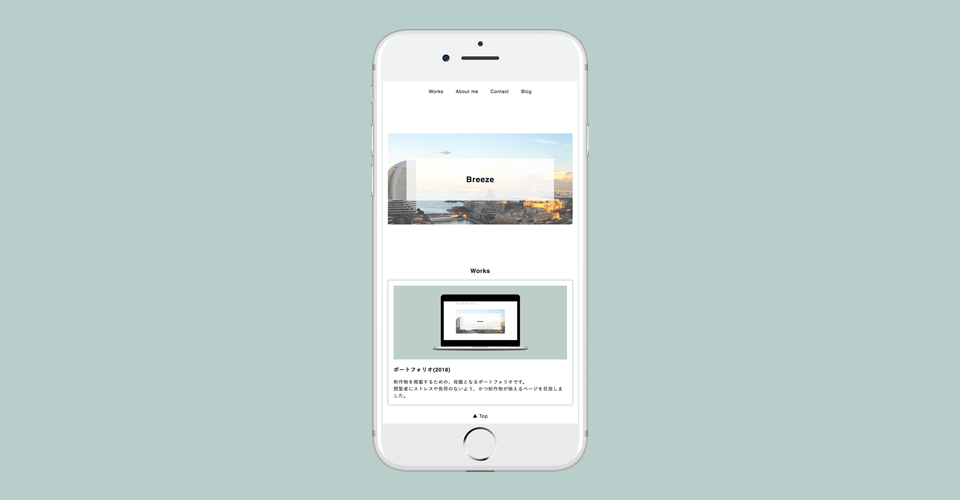 Works About me Contact Blog
Breeze
Works
ポートフォリオ(2018)
制作物を掲載するための、母艦となるポートフォリオです。
閲覧者にストレスや負荷のないよう、かつ制作物が映えるページを目指しま
した。
▲ Top